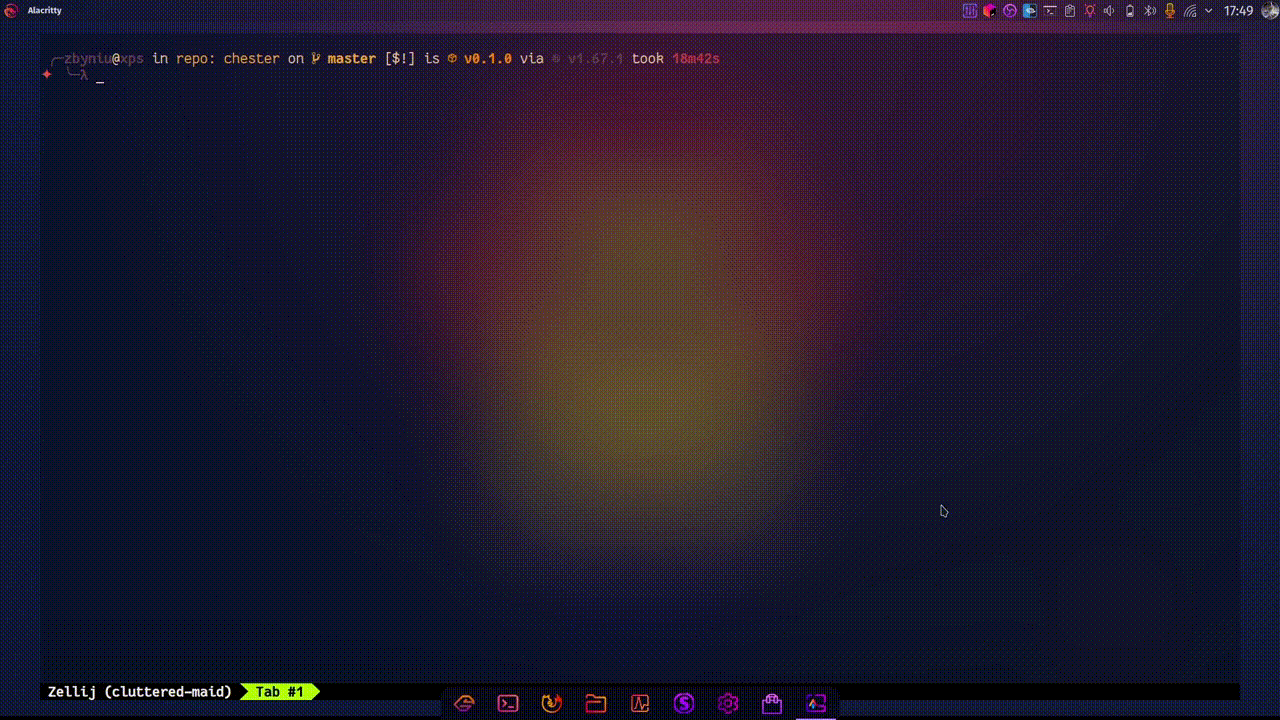 Alacritty
17:49
zbyniu@xps in repo: chester on master [$!] is v0.1.0 via v1.67.1 took 18m42s
λ _
Zellij (cluttered-maid) Tab #1